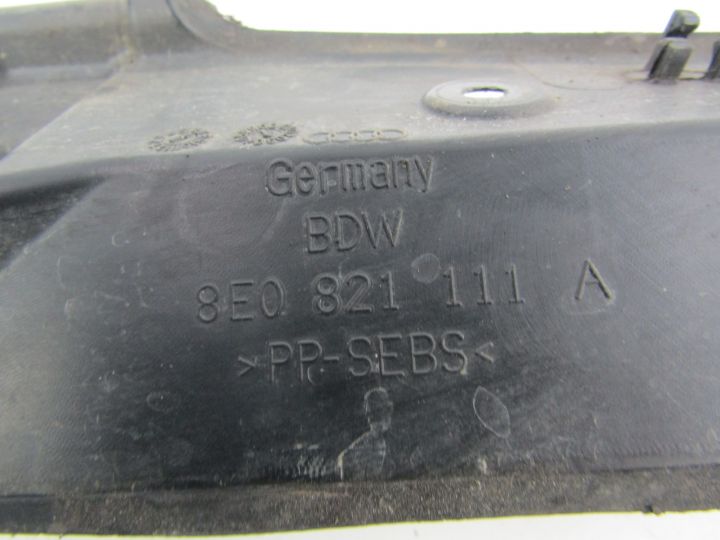 Germany
BDW
8E0 821 111 A
>PP-SEBS<